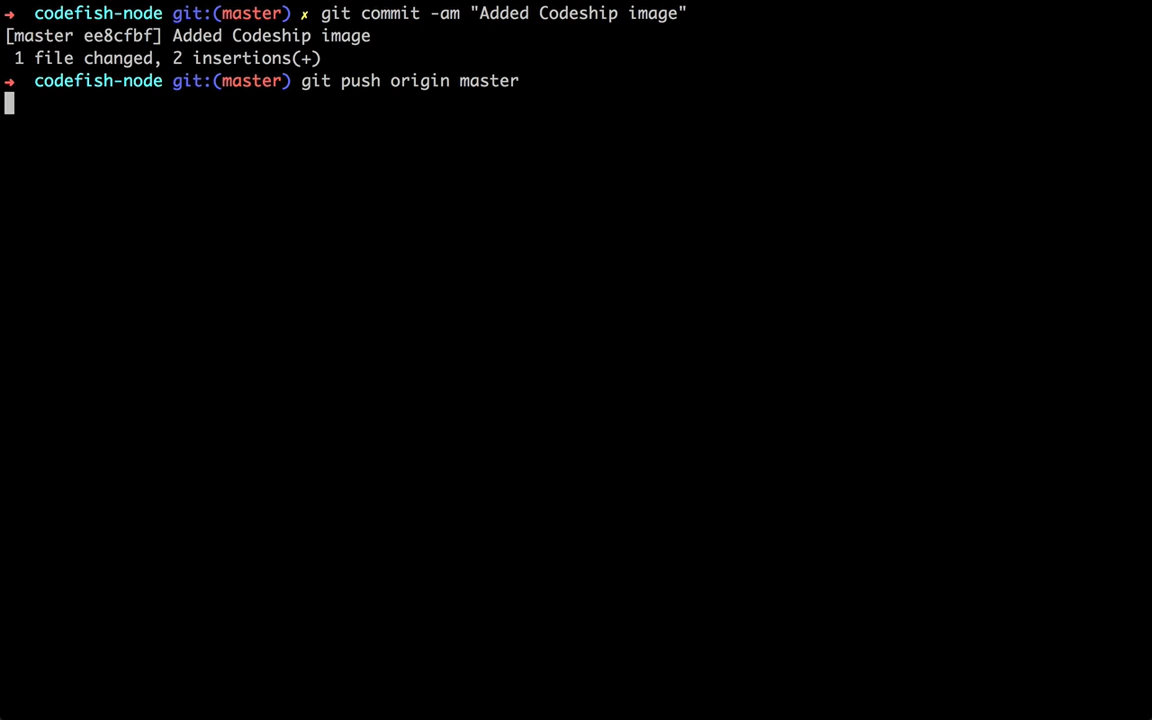 ➜  codefish-node git:(master) ✗ git commit -am "Added Codeship image"
[master ee8cfbf] Added Codeship image
 1 file changed, 2 insertions(+)
➜  codefish-node git:(master) git push origin master